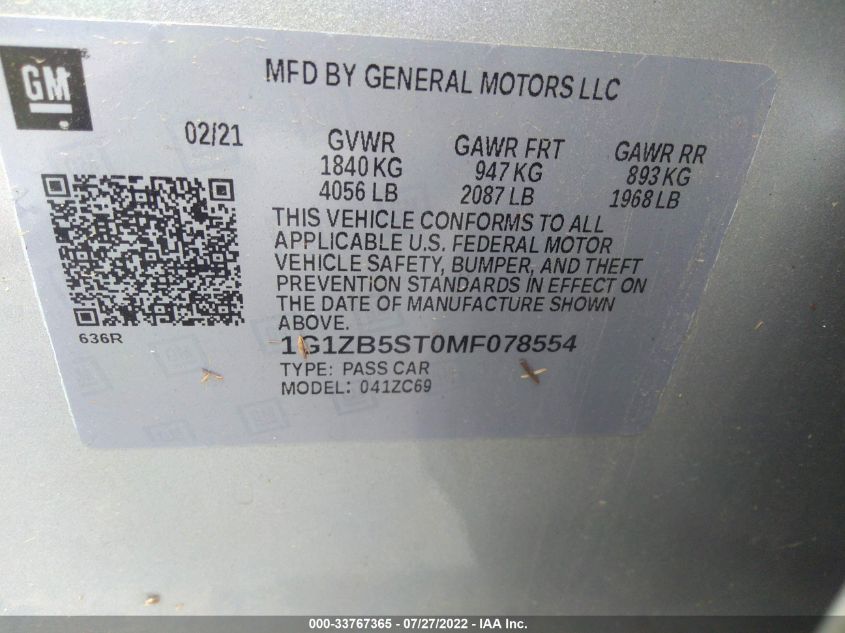 GM
MFD BY GENERAL MOTORS LLC
02/21
GVWR GAWR FRT GAWR RR
1840 KG 947 KG 893 KG
4056 LB 2087 LB 1968 LB
THIS VEHICLE CONFORMS TO ALL
APPLICABLE U.S. FEDERAL MOTOR
VEHICLE SAFETY, BUMPER, AND THEFT
PREVENTION STANDARDS IN EFFECT ON
THE DATE OF MANUFACTURE SHOWN
ABOVE.
636R
1G1ZB5ST0MF078554
TYPE: PASS CAR
MODEL: 041ZC69
000-33767365 - 07/27/2022 - IAA Inc.